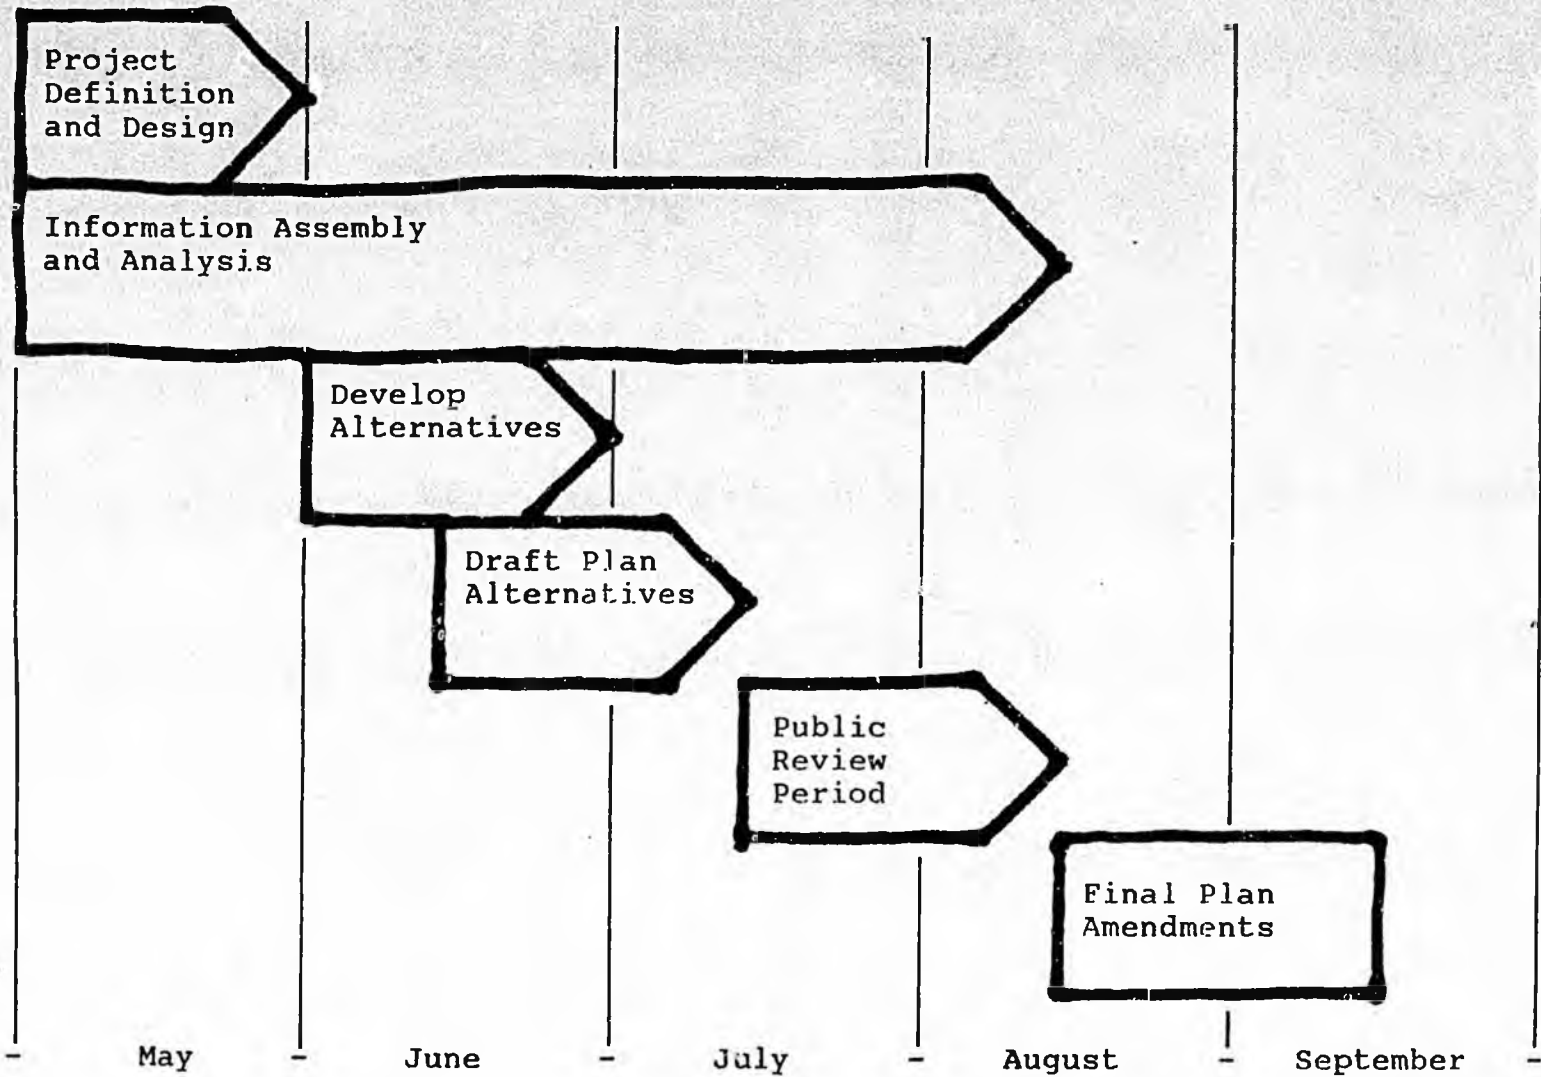 Project
Definition
and Design
Information Assembly
and Analysis
Develop
Alternatives
Draft Plan
Alternatives
Public
Review
Period
Final Plan
Amendments
- May - June - July - August - September -